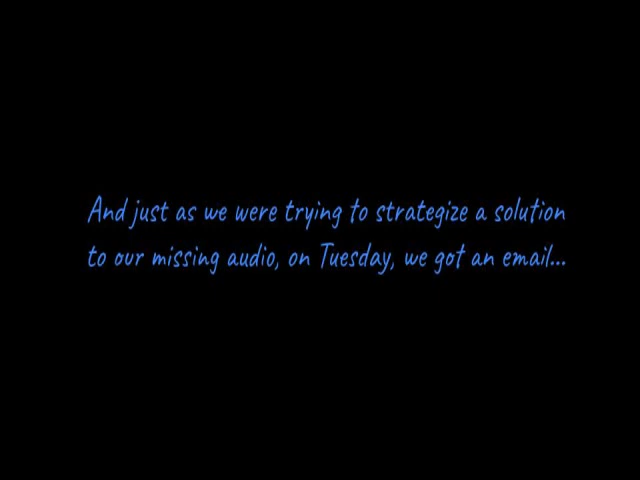 And just as we were trying to strategize a solution
to our missing audio, on Tuesday, we got an email...